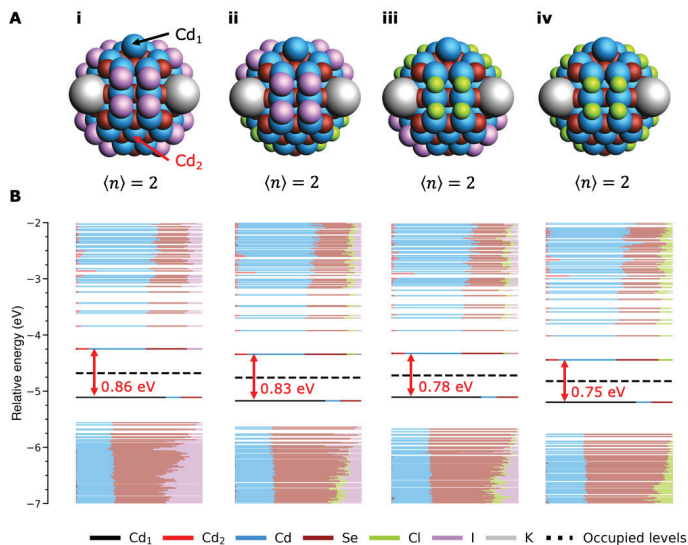 A
i
ii
iii
iv
Cd₁
Cd₂
⟨n⟩ = 2
⟨n⟩ = 2
⟨n⟩ = 2
⟨n⟩ = 2
B
Relative energy (eV)
−2
−3
−4
−5
−6
−7
0.86 eV
0.83 eV
0.78 eV
0.75 eV
Cd₁ Cd₂ Cd Se Cl I K Occupied levels